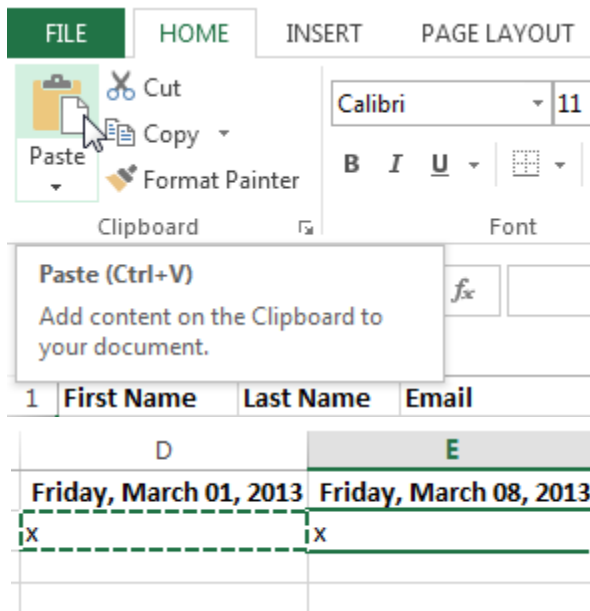 FILE HOME INSERT PAGE LAYOUT
Cut
Calibri 11
Copy
Paste
B I U
Format Painter
Clipboard Font
Paste (Ctrl+V)
fx
Add content on the Clipboard to
your document.
1 First Name Last Name Email
D E
Friday, March 01, 2013 Friday, March 08, 2013
x x